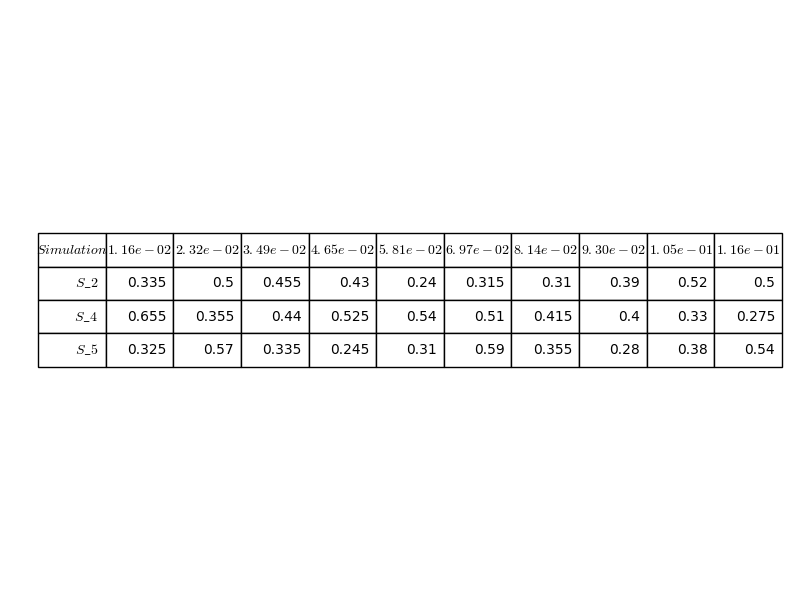 Simulation 1.16e−02 2.32e−02 3.49e−02 4.65e−02 5.81e−02 6.97e−02 8.14e−02 9.30e−02 1.05e−01 1.16e−01
S_2 0.335 0.5 0.455 0.43 0.24 0.315 0.31 0.39 0.52 0.5
S_4 0.655 0.355 0.44 0.525 0.54 0.51 0.415 0.4 0.33 0.275
S_5 0.325 0.57 0.335 0.245 0.31 0.59 0.355 0.28 0.38 0.54